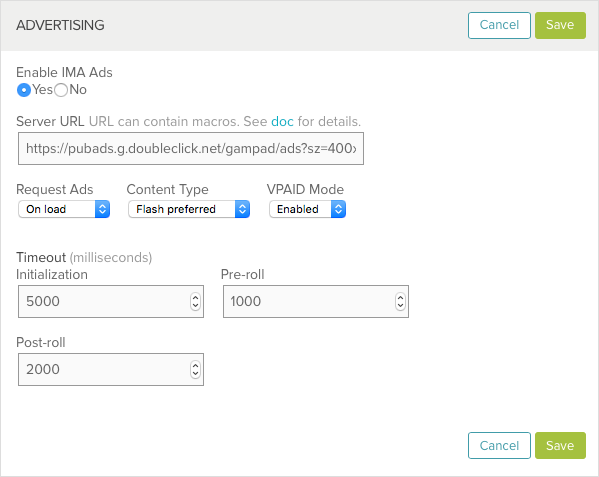 ADVERTISING
Cancel
Save
Enable IMA Ads
Yes No
Server URL URL can contain macros. See doc for details.
https://pubads.g.doubleclick.net/gampad/ads?sz=400x
Request Ads Content Type VPAID Mode
On load Flash preferred Enabled
Timeout (milliseconds)
Initialization Pre-roll
5000 1000
Post-roll
2000
Cancel Save